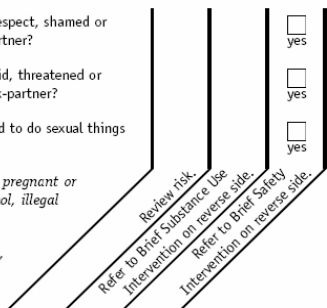 espect, shamed or
rtner?
yes
id, threatened or
x-partner?
yes
d to do sexual things
yes
pregnant or
ol, illegal
Review risk.
Refer to Brief Substance Use
Intervention on reverse side.
Refer to Brief Safety
Intervention on reverse side.